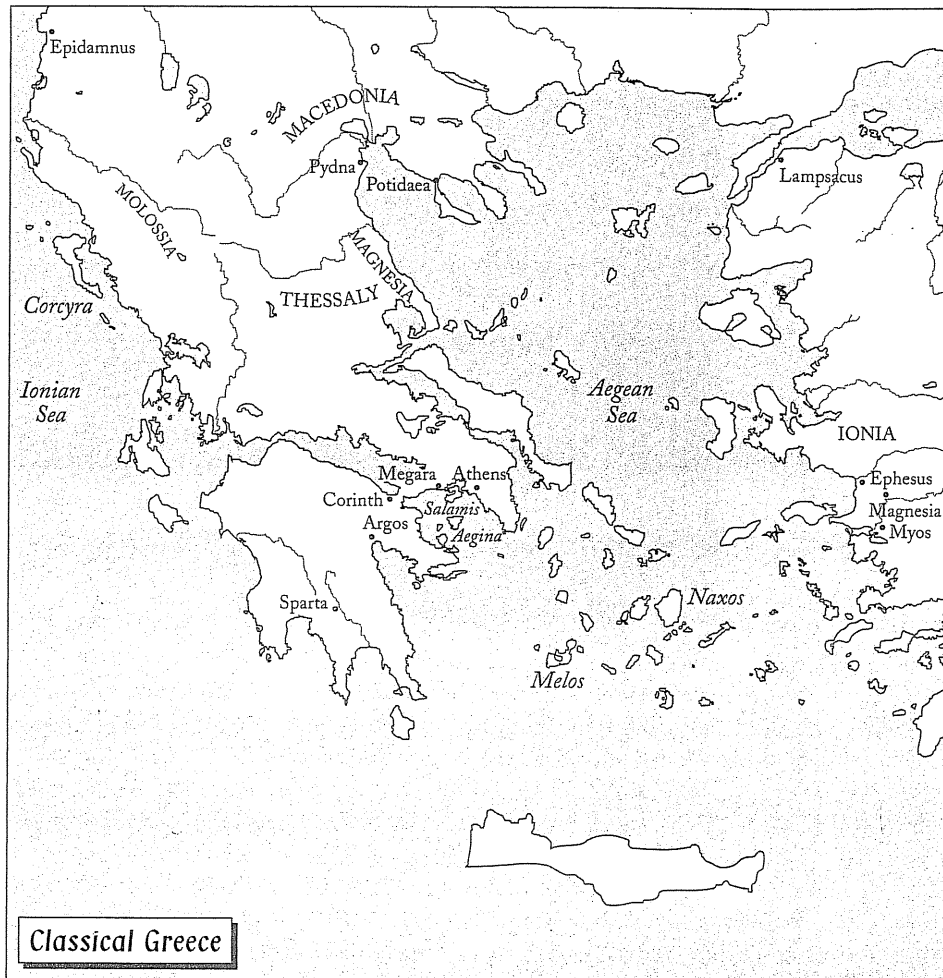 Epidamnus
MACEDONIA
Pydna
Potidaea
Lampsacus
MOLOSSIA
MAGNESIA
THESSALY
Corcyra
Ionian
Sea
Aegean
Sea
IONIA
Megara
Athens
Ephesus
Corinth
Salamis
Magnesia
Argos
Aegina
Myos
Sparta
Naxos
Melos
Classical Greece